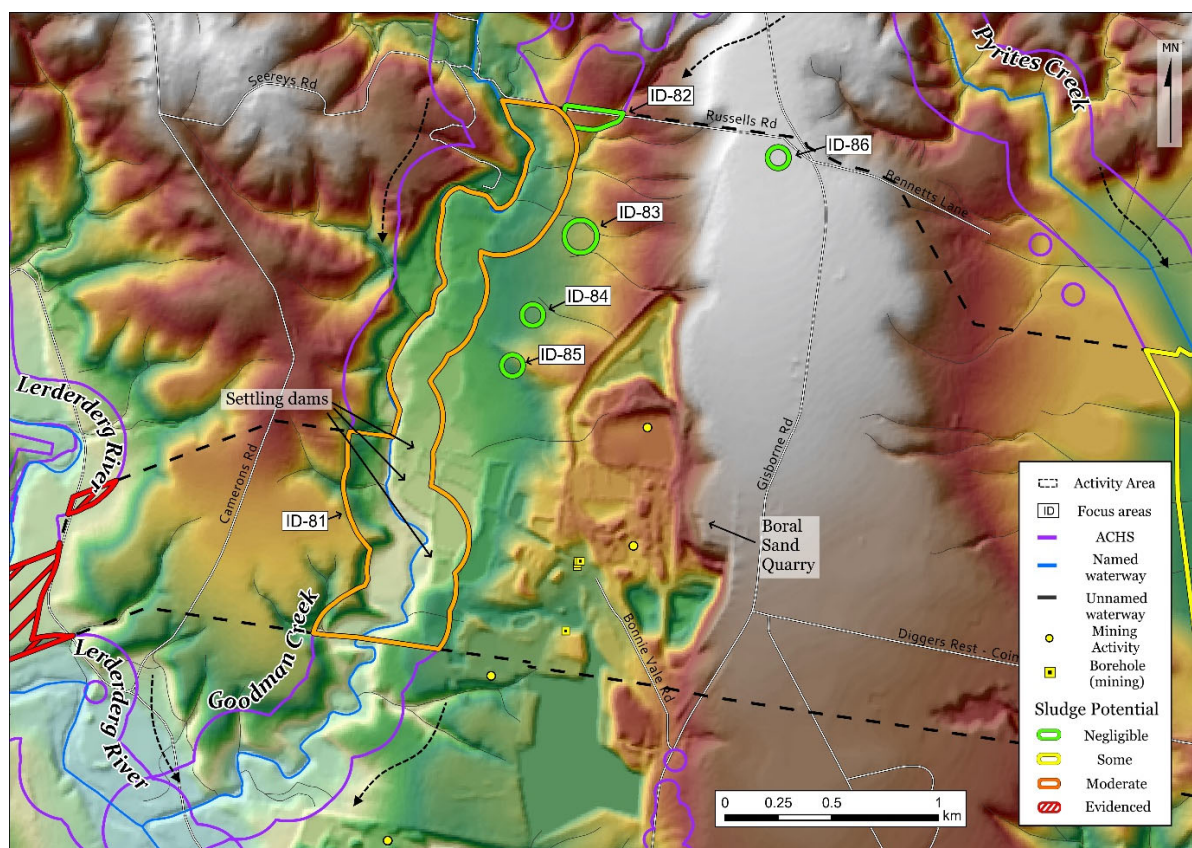 Seereys Rd
Pyrites Creek
MN
ID-82
Russells Rd
ID-86
Bennetts Lane
ID-83
ID-84
ID-85
Settling dams
Lerderderg
River
Camerons Rd
ID-81
Gisborne Rd
Boral
Sand
Quarry
Goodman Creek
Bonnie Vale Rd
Diggers Rest - Coin
Lerderderg
River
Activity Area
ID
Focus areas
ACHS
Named
waterway
Unnamed
waterway
Mining
Activity
Borehole
(mining)
Sludge Potential
Negligible
Some
Moderate
Evidenced
0 0.25 0.5 1
km